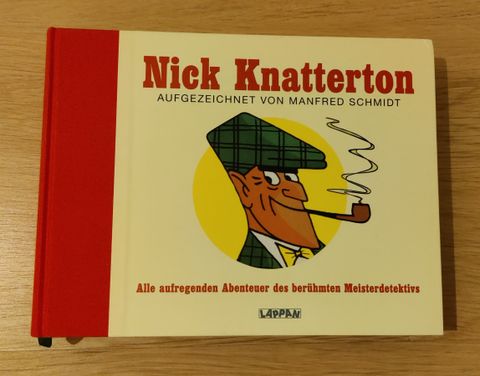 Nick Knatterton
AUFGEZEICHNET VON MANFRED SCHMIDT
Alle aufregenden Abenteuer des berühmten Meisterdetektivs
LAPPAN